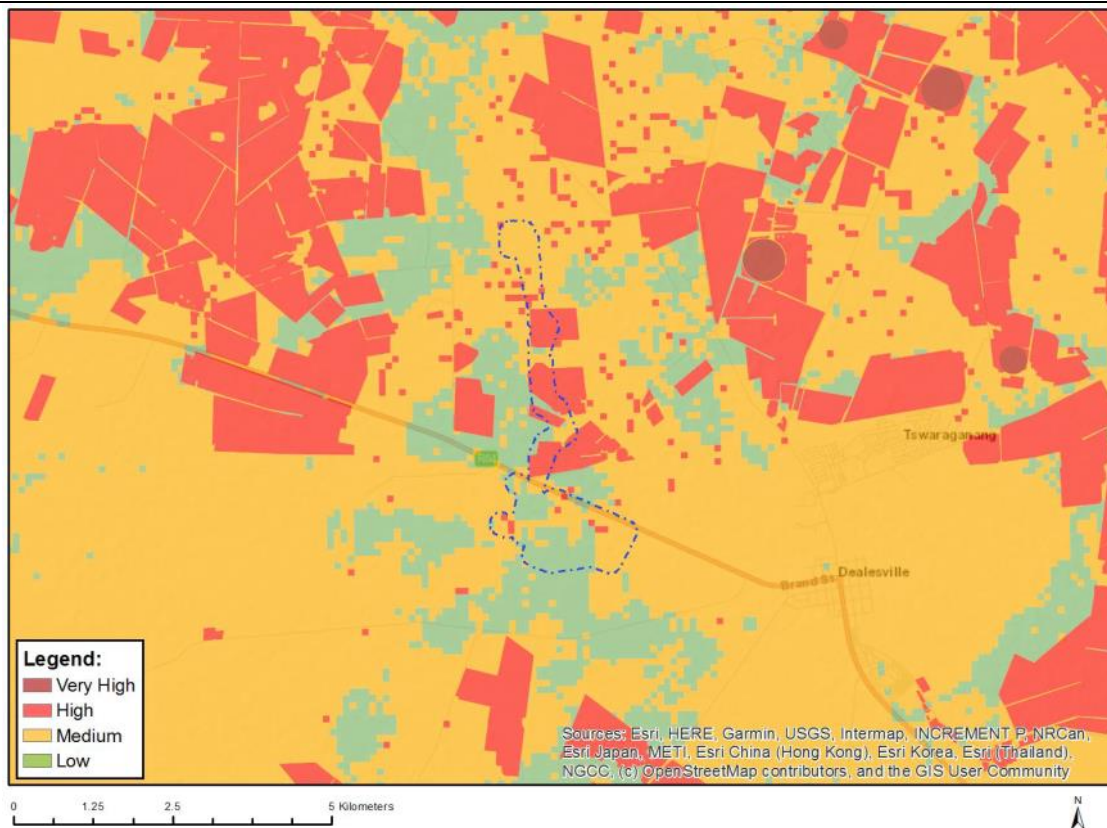 Tswaraganang
Dealesville
Brand St
Legend:
Very High
High
Medium
Low
Sources: Esri, HERE, Garmin, USGS, Intermap, INCREMENT P, NRCan,
Esri Japan, METI, Esri China (Hong Kong), Esri Korea, Esri (Thailand),
NGCC, (c) OpenStreetMap contributors, and the GIS User Community
0 1.25 2.5 5 Kilometers
N